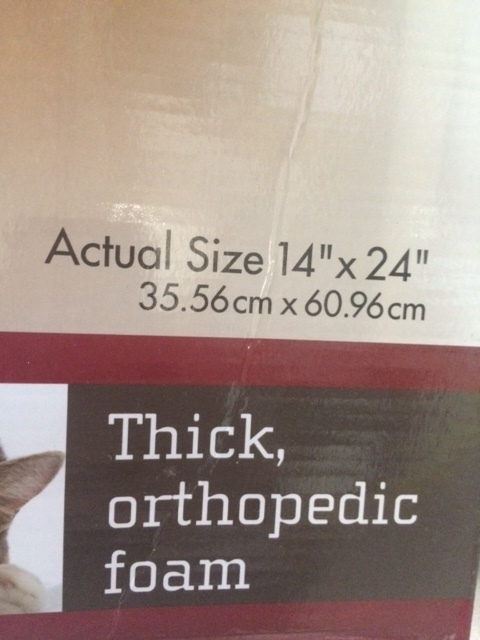 Actual Size 14" x 24"
35.56cm x 60.96cm
Thick,
orthopedic
foam